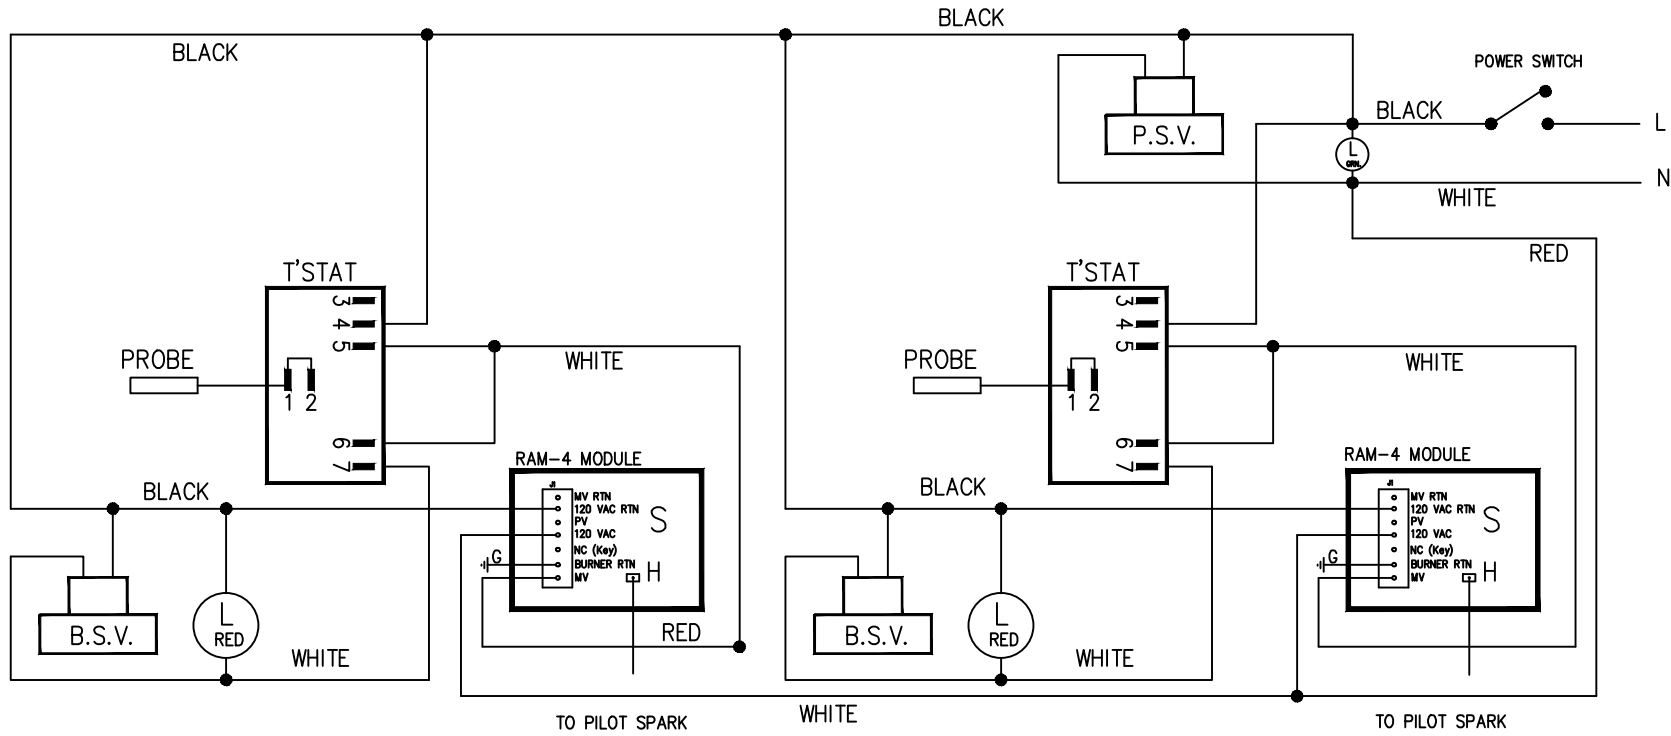 BLACK
BLACK
POWER SWITCH
BLACK
L
P.S.V.
L
GRN.
N
WHITE
RED
T'STAT
3
4
5
PROBE
1 2
6
7
WHITE
T'STAT
3
4
5
PROBE
1 2
6
7
WHITE
BLACK
RAM-4 MODULE
J1
MV RTN
120 VAC RTN
PV
120 VAC
NC (Key)
BURNER RTN
MV
S
G
H
B.S.V.
L
RED
RED
WHITE
TO PILOT SPARK
BLACK
RAM-4 MODULE
J1
MV RTN
120 VAC RTN
PV
120 VAC
NC (Key)
BURNER RTN
MV
S
G
H
B.S.V.
L
RED
WHITE
WHITE
TO PILOT SPARK